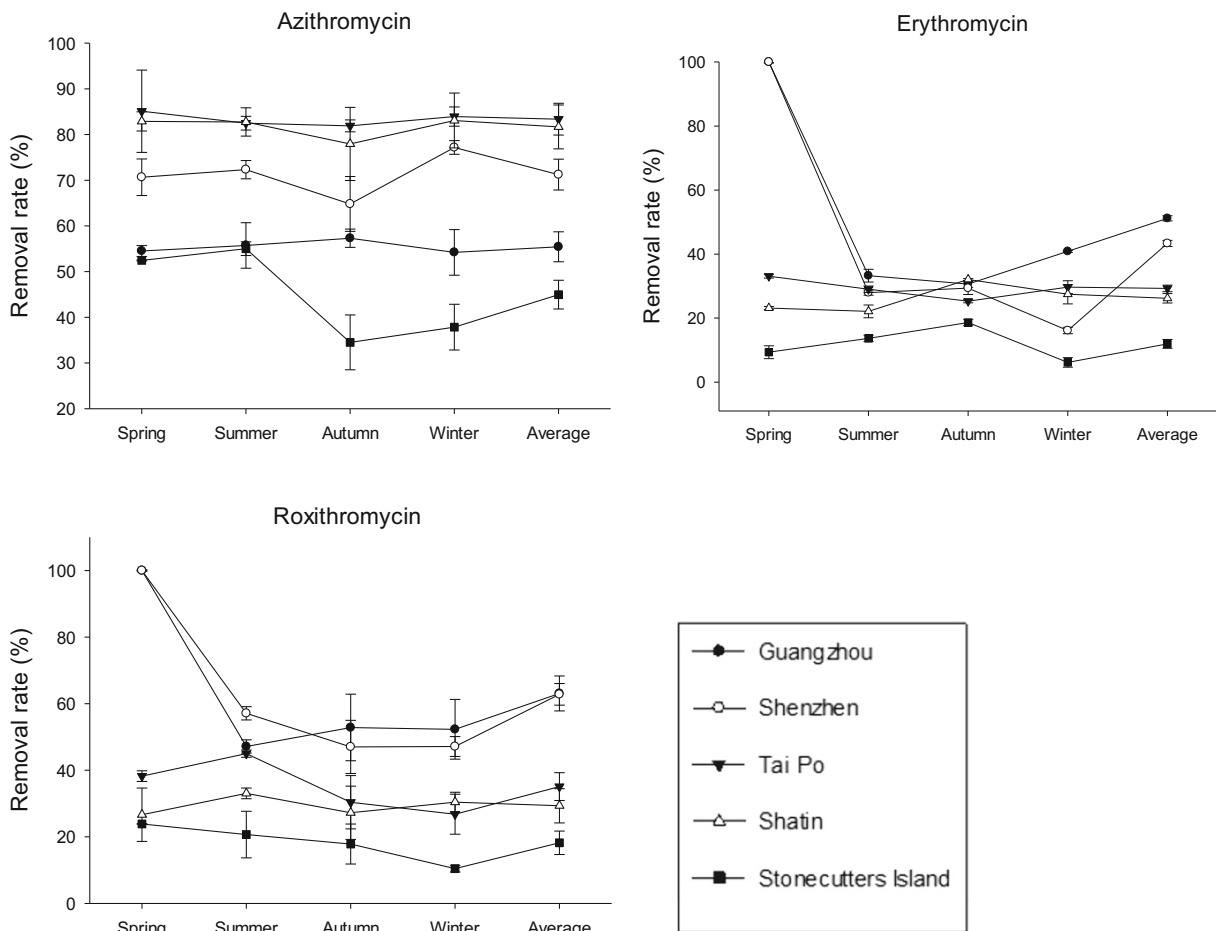 Azithromycin
Removal rate (%)
100
90
80
70
60
50
40
30
20
Spring Summer Autumn Winter Average
Erythromycin
Removal rate (%)
100
80
60
40
20
0
Spring Summer Autumn Winter Average
Roxithromycin
Removal rate (%)
100
80
60
40
20
0
Spring Summer Autumn Winter Average
Guangzhou
Shenzhen
Tai Po
Shatin
Stonecutters Island